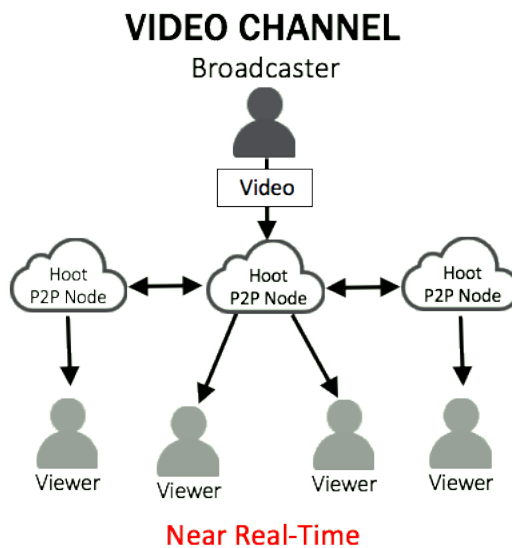 VIDEO CHANNEL
Broadcaster
Video
Hoot
P2P Node
Hoot
P2P Node
Hoot
P2P Node
Viewer
Viewer
Viewer
Viewer
Near Real-Time